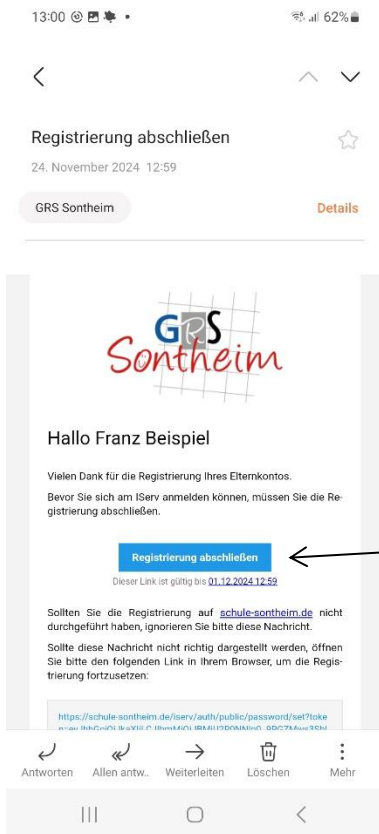 13:00
62%
Registrierung abschließen
24. November 2024 12:59
GRS Sontheim
Details
GRS
Sontheim
Hallo Franz Beispiel
Vielen Dank für die Registrierung Ihres Elternkontos.
Bevor Sie sich am IServ anmelden können, müssen Sie die Re-
gistrierung abschließen.
Registrierung abschließen
Dieser Link ist gültig bis 01.12.2024 12:59
Sollten Sie die Registrierung auf schule-sontheim.de nicht
durchgeführt haben, ignorieren Sie bitte diese Nachricht.
Sollte diese Nachricht nicht richtig dargestellt werden, öffnen
Sie bitte den folgenden Link in Ihrem Browser, um die Regis-
trierung fortzusetzen:
https://schule-sontheim.de/iserv/auth/public/password/set?toke
Antworten
Allen antw..
Weiterleiten
Löschen
Mehr